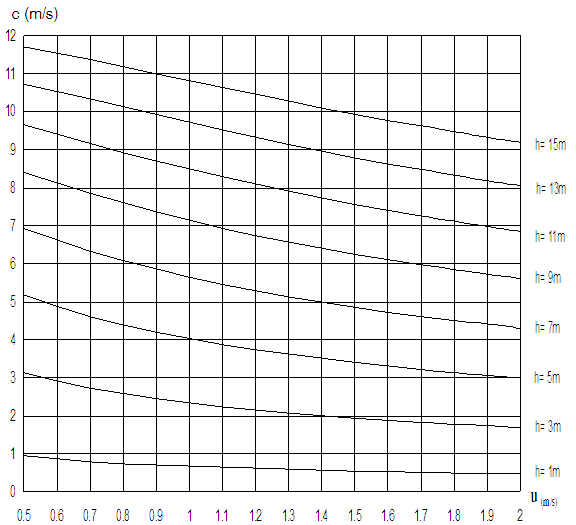 c (m/s)
12
11
10
9
8
7
6
5
4
3
2
1
0
h= 15m
h= 13m
h= 11m
h= 9m
h= 7m
h= 5m
h= 3m
h= 1m
0.5 0.6 0.7 0.8 0.9 1 1.1 1.2 1.3 1.4 1.5 1.6 1.7 1.8 1.9 2
u (m/s)